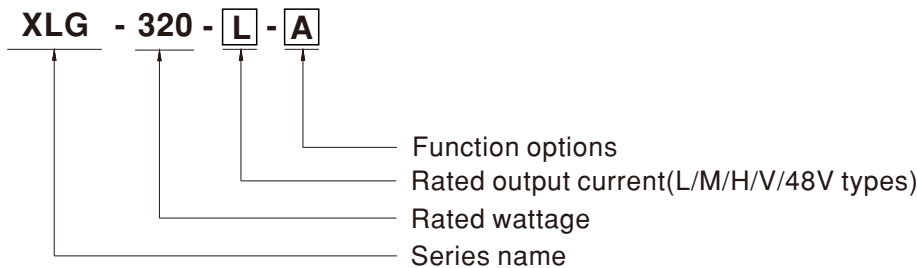 XLG - 320 - L - A
Function options
Rated output current(L/M/H/V/48V types)
Rated wattage
Series name